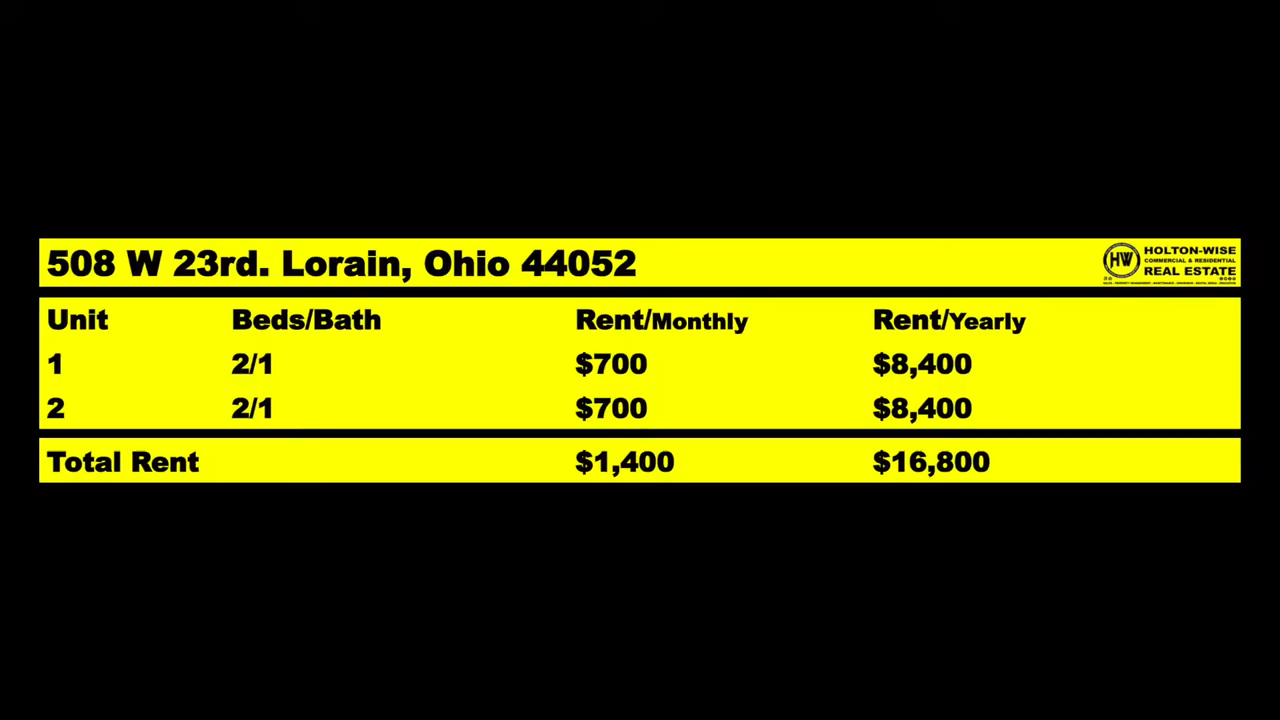 508 W 23rd. Lorain, Ohio 44052
HOLTON-WISE
COMMERCIAL & RESIDENTIAL
REAL ESTATE
HW
Unit Beds/Bath Rent/Monthly Rent/Yearly
1 2/1 $700 $8,400
2 2/1 $700 $8,400
Total Rent $1,400 $16,800